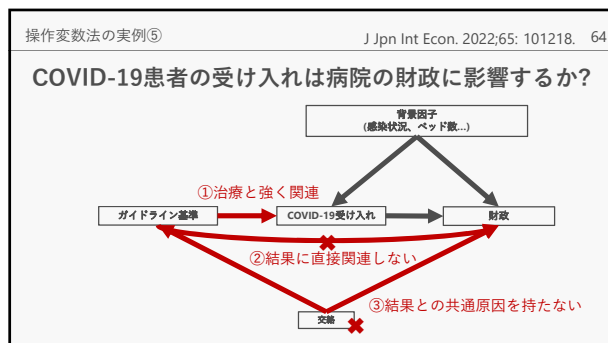 操作変数法の実例⑤
J Jpn Int Econ. 2022;65: 101218. 64
COVID-19患者の受け入れは病院の財政に影響するか?
背景因子
(感染状況、ベッド数...)
①治療と強く関連
ガイドライン基準
COVID-19受け入れ
財政
②結果に直接関連しない
③結果との共通原因を持たない
交絡